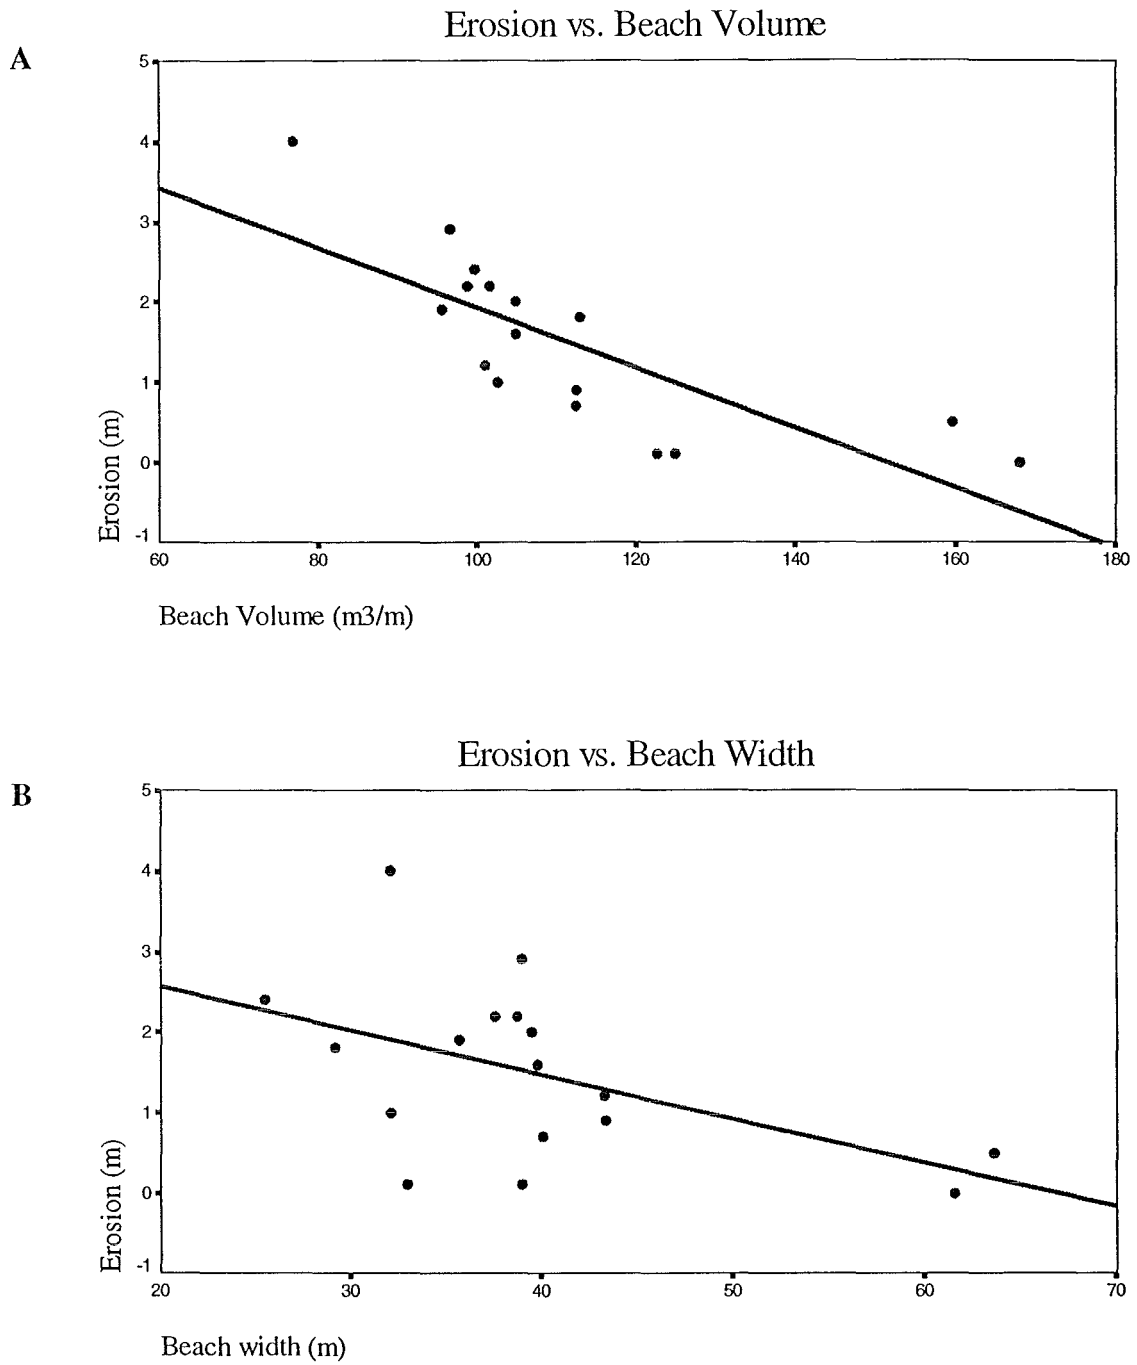 Erosion vs. Beach Volume
A
5
4
3
2
1
0
-1
Erosion (m)
60 80 100 120 140 160 180
Beach Volume (m3/m)
Erosion vs. Beach Width
B
5
4
3
2
1
0
-1
Erosion (m)
20 30 40 50 60 70
Beach width (m)